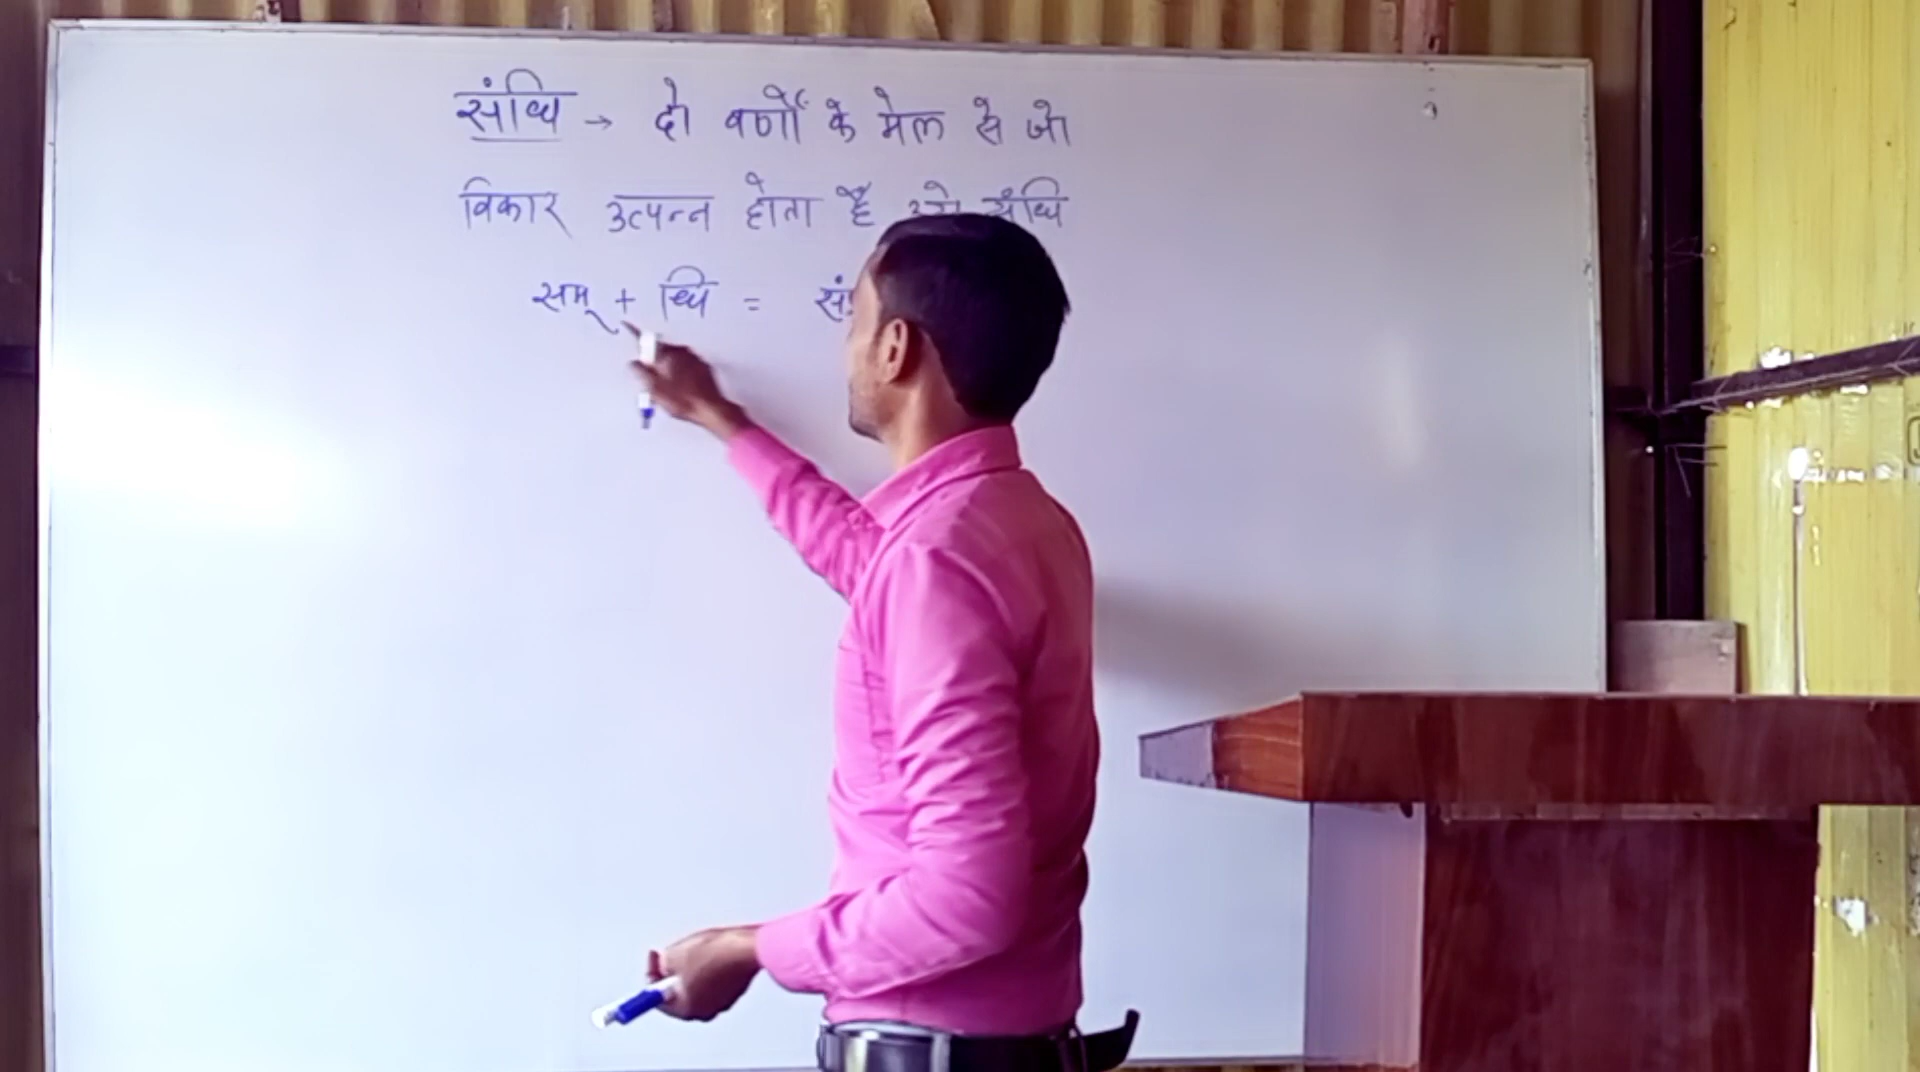 संधि → दो वर्णों के मेल से जो
विकार उत्पन्न होता है उसे संधि
सम् + धि =